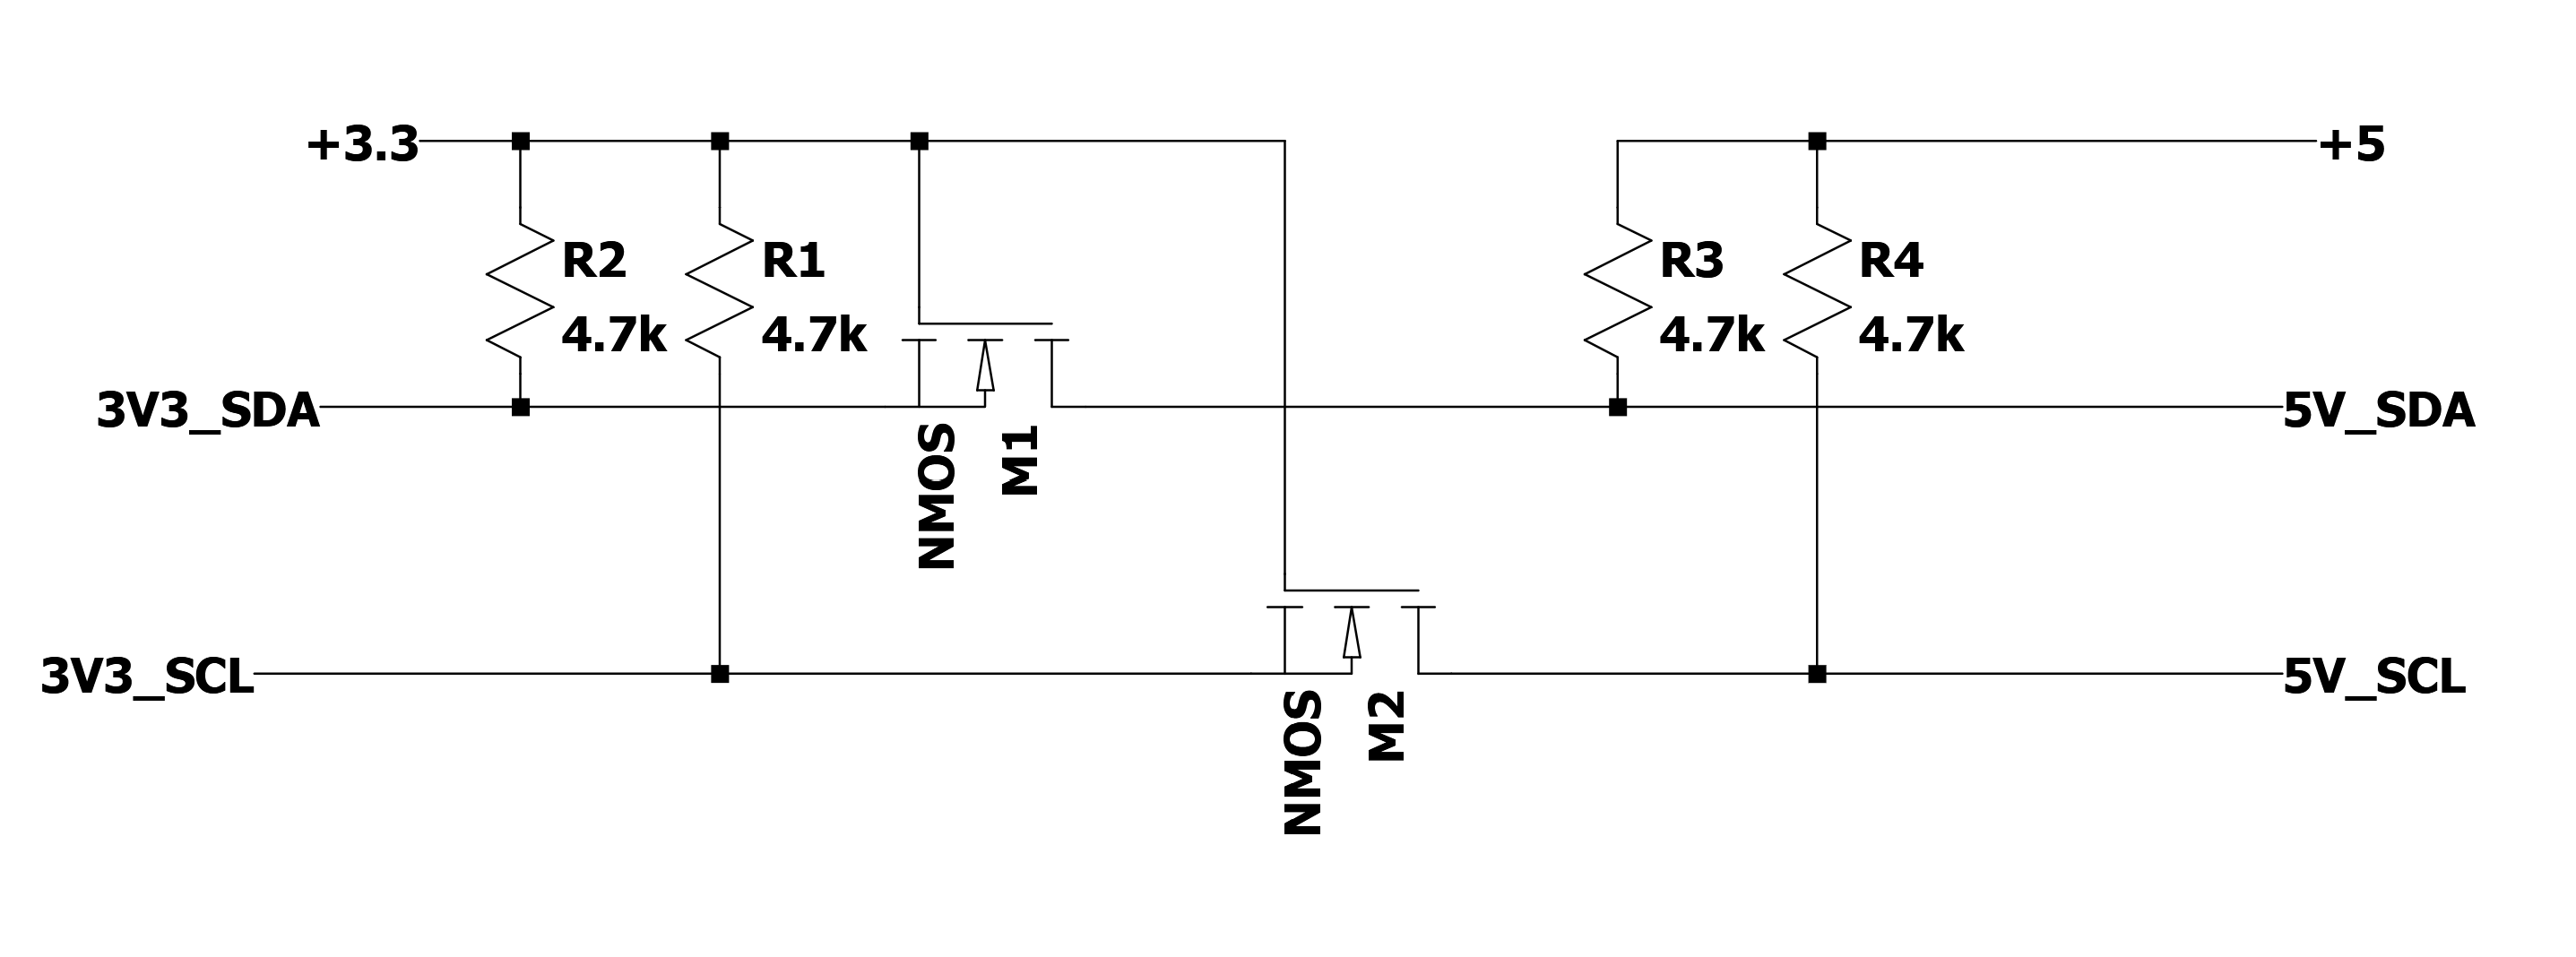 +3.3
+5
R2
4.7k
R1
4.7k
R3
4.7k
R4
4.7k
3V3_SDA
NMOS
M1
5V_SDA
3V3_SCL
NMOS
M2
5V_SCL